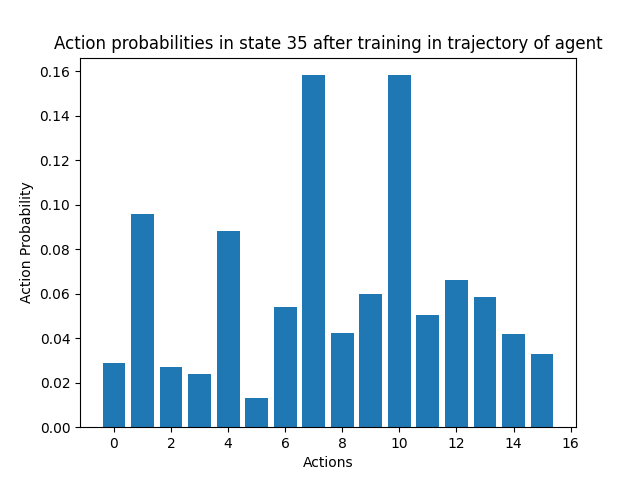 Action probabilities in state 35 after training in trajectory of agent
0.16
0.14
0.12
0.10
0.08
0.06
0.04
0.02
0.00
Action Probability
0 2 4 6 8 10 12 14 16
Actions